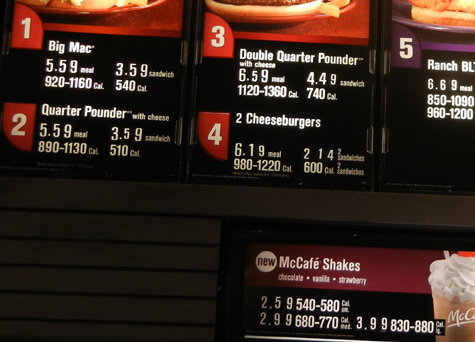 1
Big Mac
5.59 meal 3.59 sandwich
920-1160 Cal. 540 Cal.
2
Quarter Pounder with cheese
5.59 meal 3.59 sandwich
890-1130 Cal. 510 Cal.
3
Double Quarter Pounder
with cheese
6.59 meal 4.49 sandwich
1120-1360 Cal. 740 Cal.
4
2 Cheeseburgers
6.19 meal 214 2 sandwiches
980-1220 Cal. 600 Cal. 2 sandwiches
5
Ranch BL
6.69 meal
850-1090
960-1200
new McCafé Shakes
chocolate • vanilla • strawberry
2.59 540-580 Cal. sm.
2.99 680-770 Cal. med. 3.99 830-880 Cal. lg.
McC